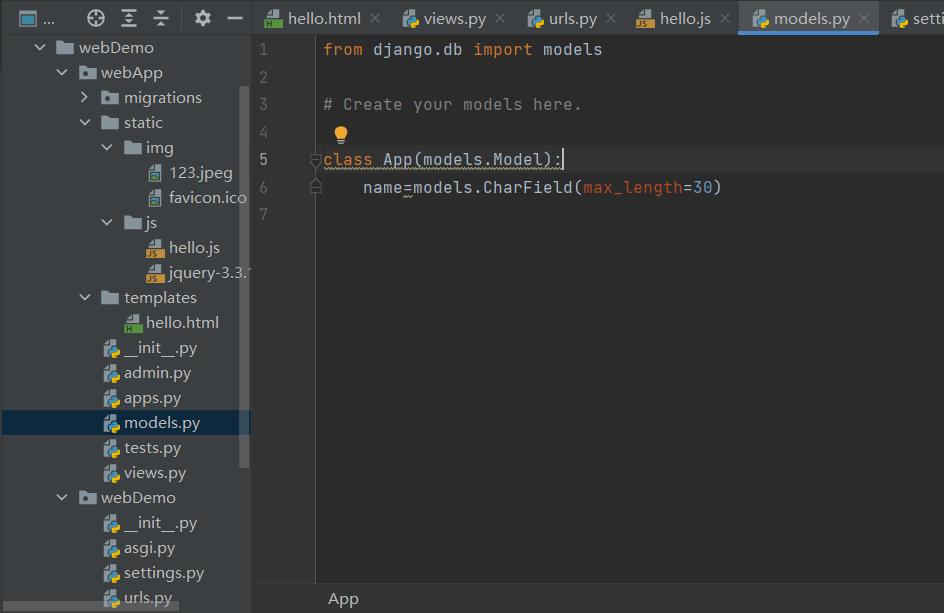 ...
hello.html
views.py
urls.py
hello.js
models.py
webDemo
webApp
migrations
static
img
123.jpeg
favicon.ico
js
hello.js
jquery-3.3.
templates
hello.html
__init__.py
admin.py
apps.py
models.py
tests.py
views.py
webDemo
__init__.py
asgi.py
settings.py
urls.py
1 from django.db import models
2
3 # Create your models here.
4
5 class App(models.Model):
6     name=models.CharField(max_length=30)
7
App